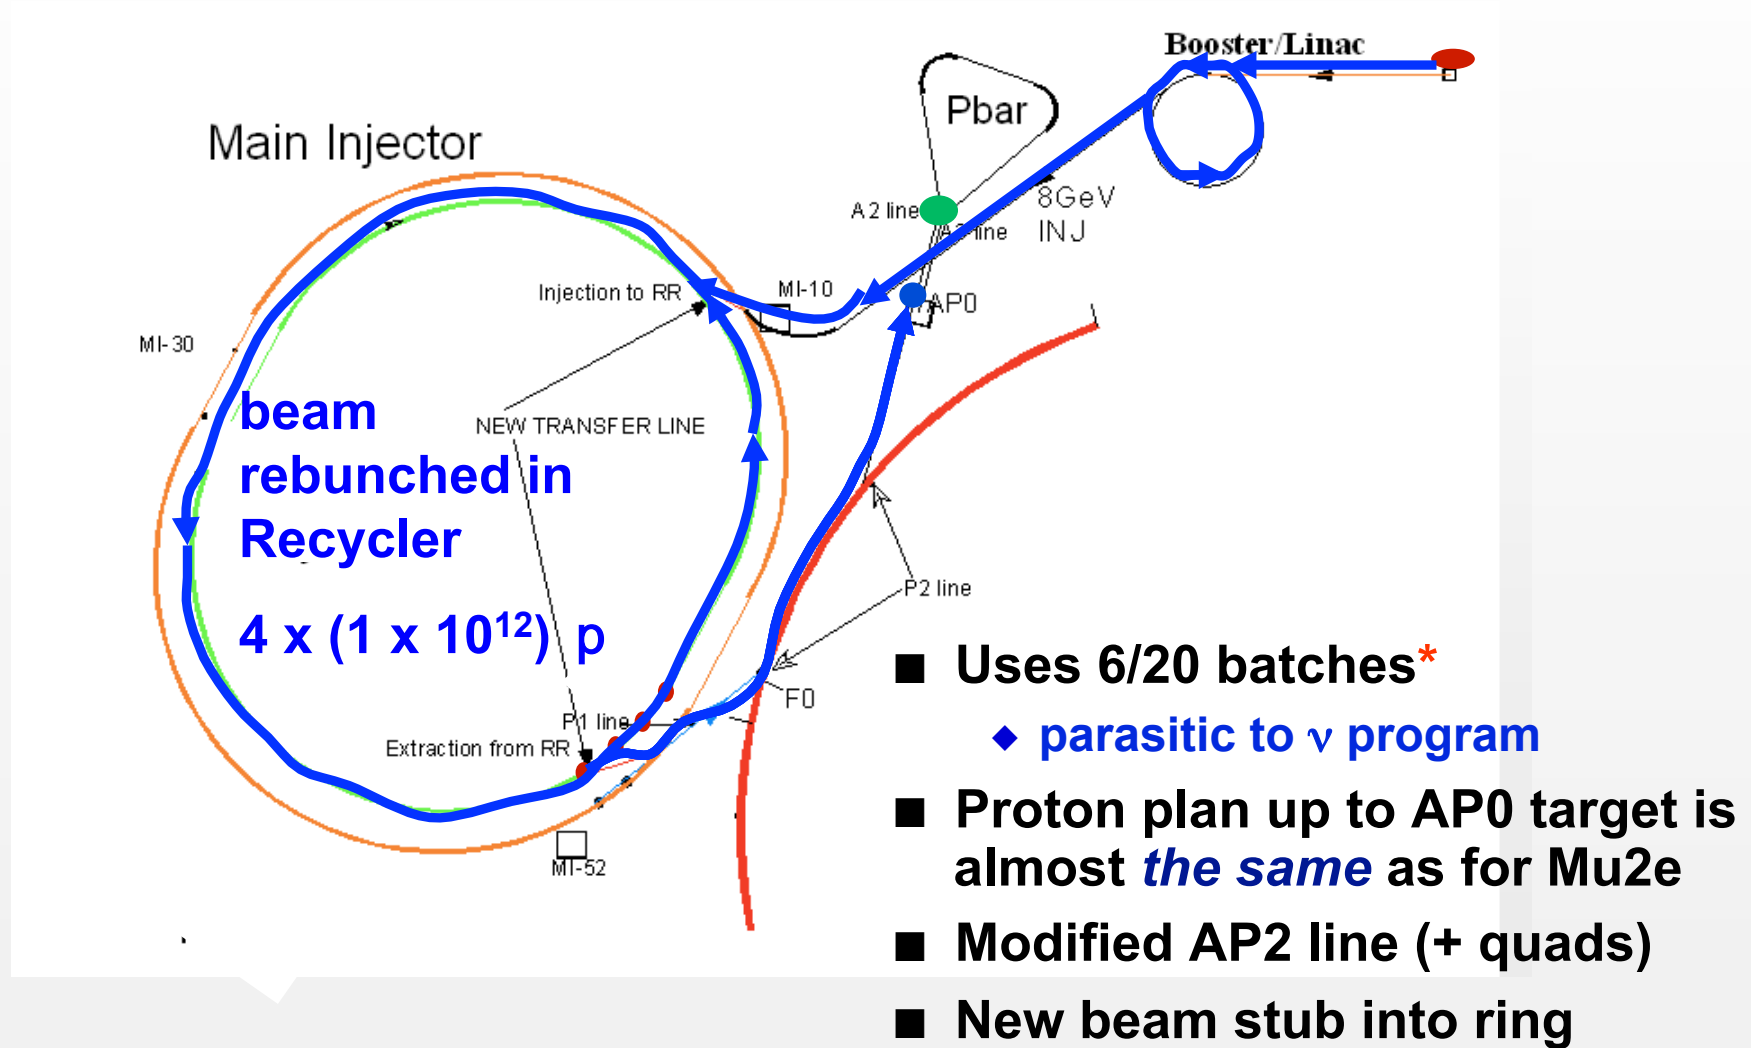 Booster/Linac
Pbar
Main Injector
A2 line
8GeV
INJ
Injection to RR
MI-10
AP0
MI-30
beam
rebunched in
Recycler
NEW TRANSFER LINE
4 x (1 x 10¹²) p
P2 line
F0
P1 line
Extraction from RR
MI-52
■ Uses 6/20 batches*
◆ parasitic to ν program
■ Proton plan up to AP0 target is
almost the same as for Mu2e
■ Modified AP2 line (+ quads)
■ New beam stub into ring